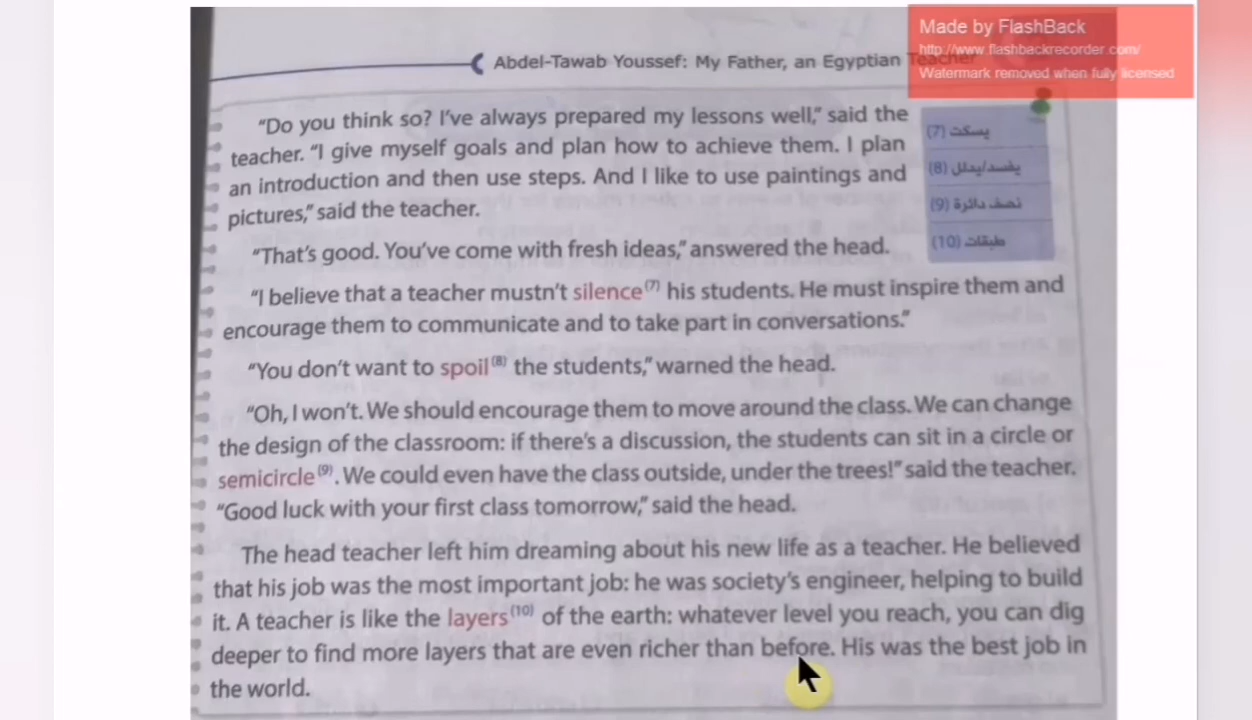 Made by FlashBack
http://www.flashbackrecorder.com/
Watermark removed when fully licensed
Abdel-Tawab Youssef: My Father, an Egyptian Teacher
"Do you think so? I've always prepared my lessons well," said the
teacher. "I give myself goals and plan how to achieve them. I plan
an introduction and then use steps. And I like to use paintings and
pictures," said the teacher.
"That's good. You've come with fresh ideas," answered the head.
"I believe that a teacher mustn't silence(7) his students. He must inspire them and
encourage them to communicate and to take part in conversations."
"You don't want to spoil(8) the students," warned the head.
"Oh, I won't. We should encourage them to move around the class. We can change
the design of the classroom: if there's a discussion, the students can sit in a circle or
semicircle(9). We could even have the class outside, under the trees!" said the teacher.
"Good luck with your first class tomorrow," said the head.
The head teacher left him dreaming about his new life as a teacher. He believed
that his job was the most important job: he was society's engineer, helping to build
it. A teacher is like the layers(10) of the earth: whatever level you reach, you can dig
deeper to find more layers that are even richer than before. His was the best job in
the world.
(7) يسكت
(8) يفسد/يدلل
(9) نصف دائرة
(10) طبقات